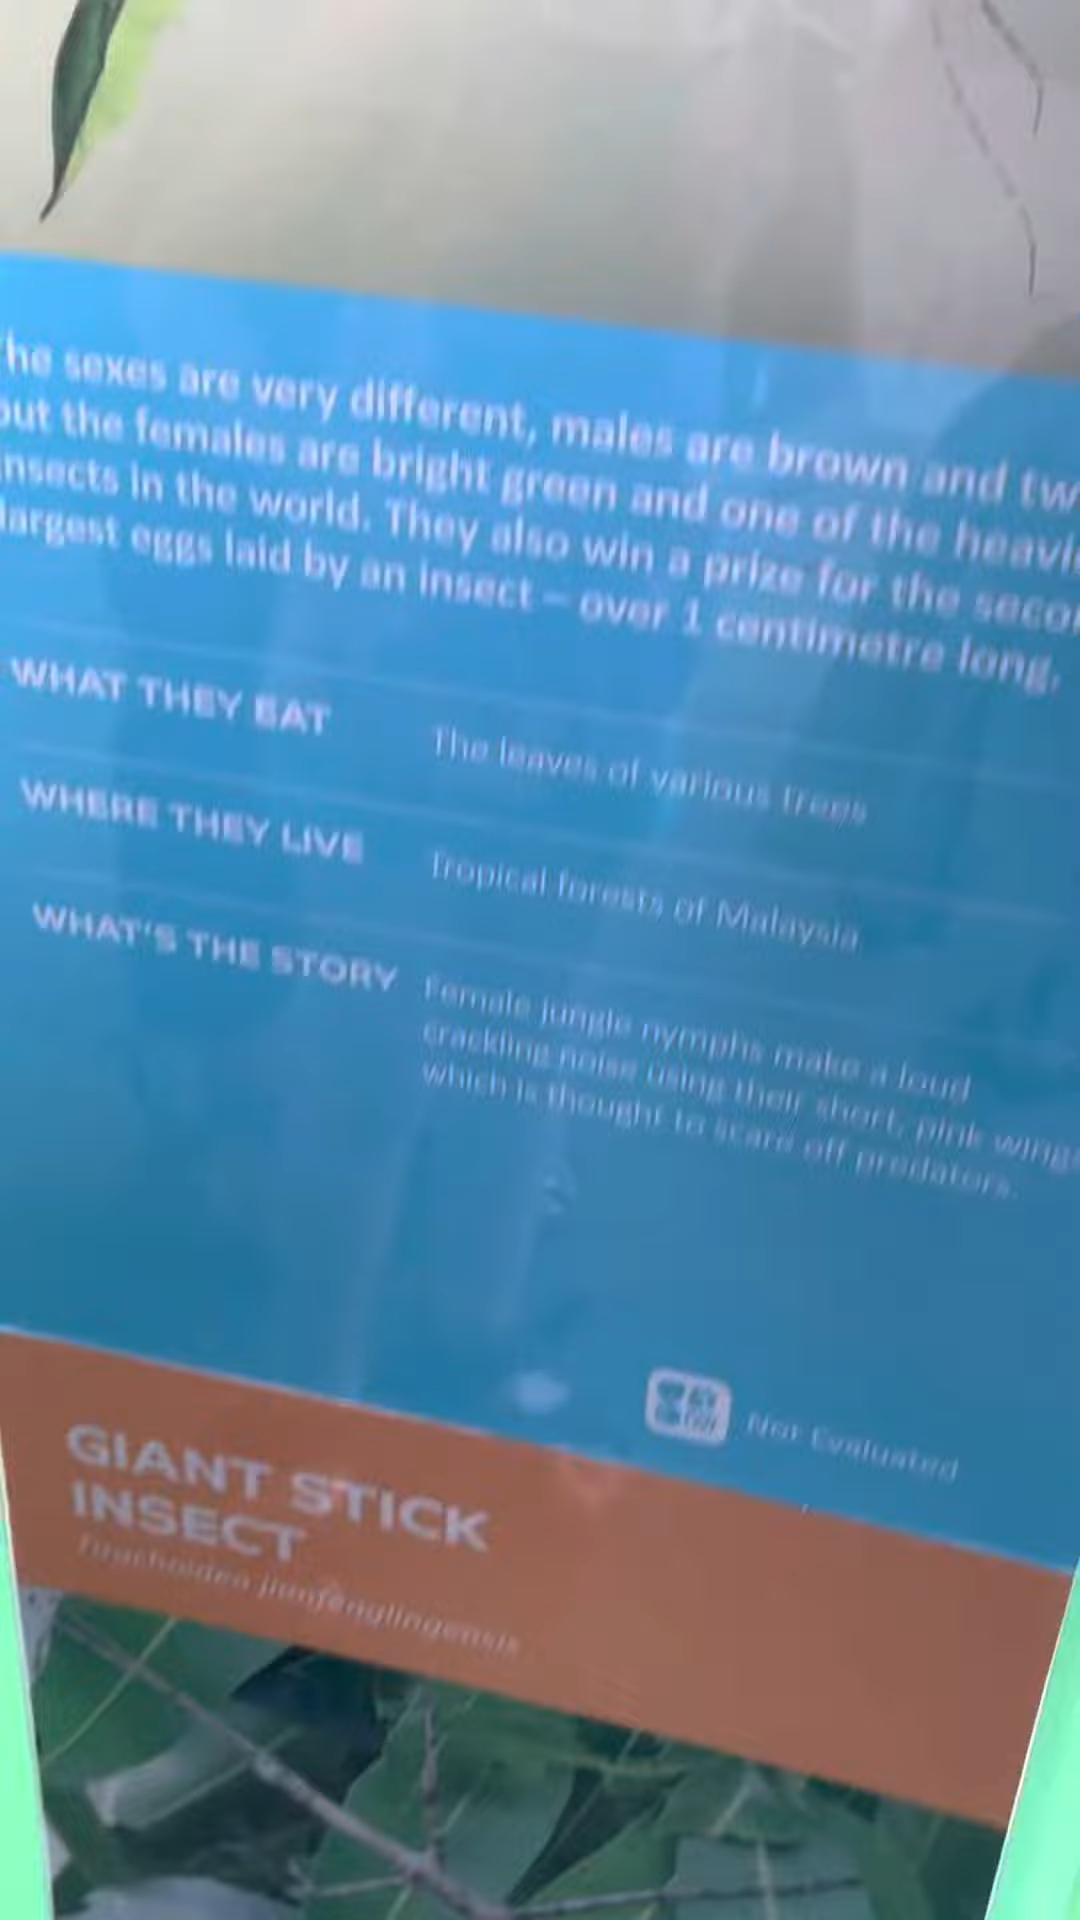 he sexes are very different, males are brown and tw
out the females are bright green and one of the heavi
insects in the world. They also win a prize for the seco
largest eggs laid by an insect – over 1 centimetre long.
WHAT THEY EAT
The leaves of various trees
WHERE THEY LIVE
Tropical forests of Malaysia
WHAT'S THE STORY
Female jungle nymphs make a loud
crackling noise using their short, pink wings
which is thought to scare off predators.
Not Evaluated
GIANT STICK
INSECT
jianfenglingensis